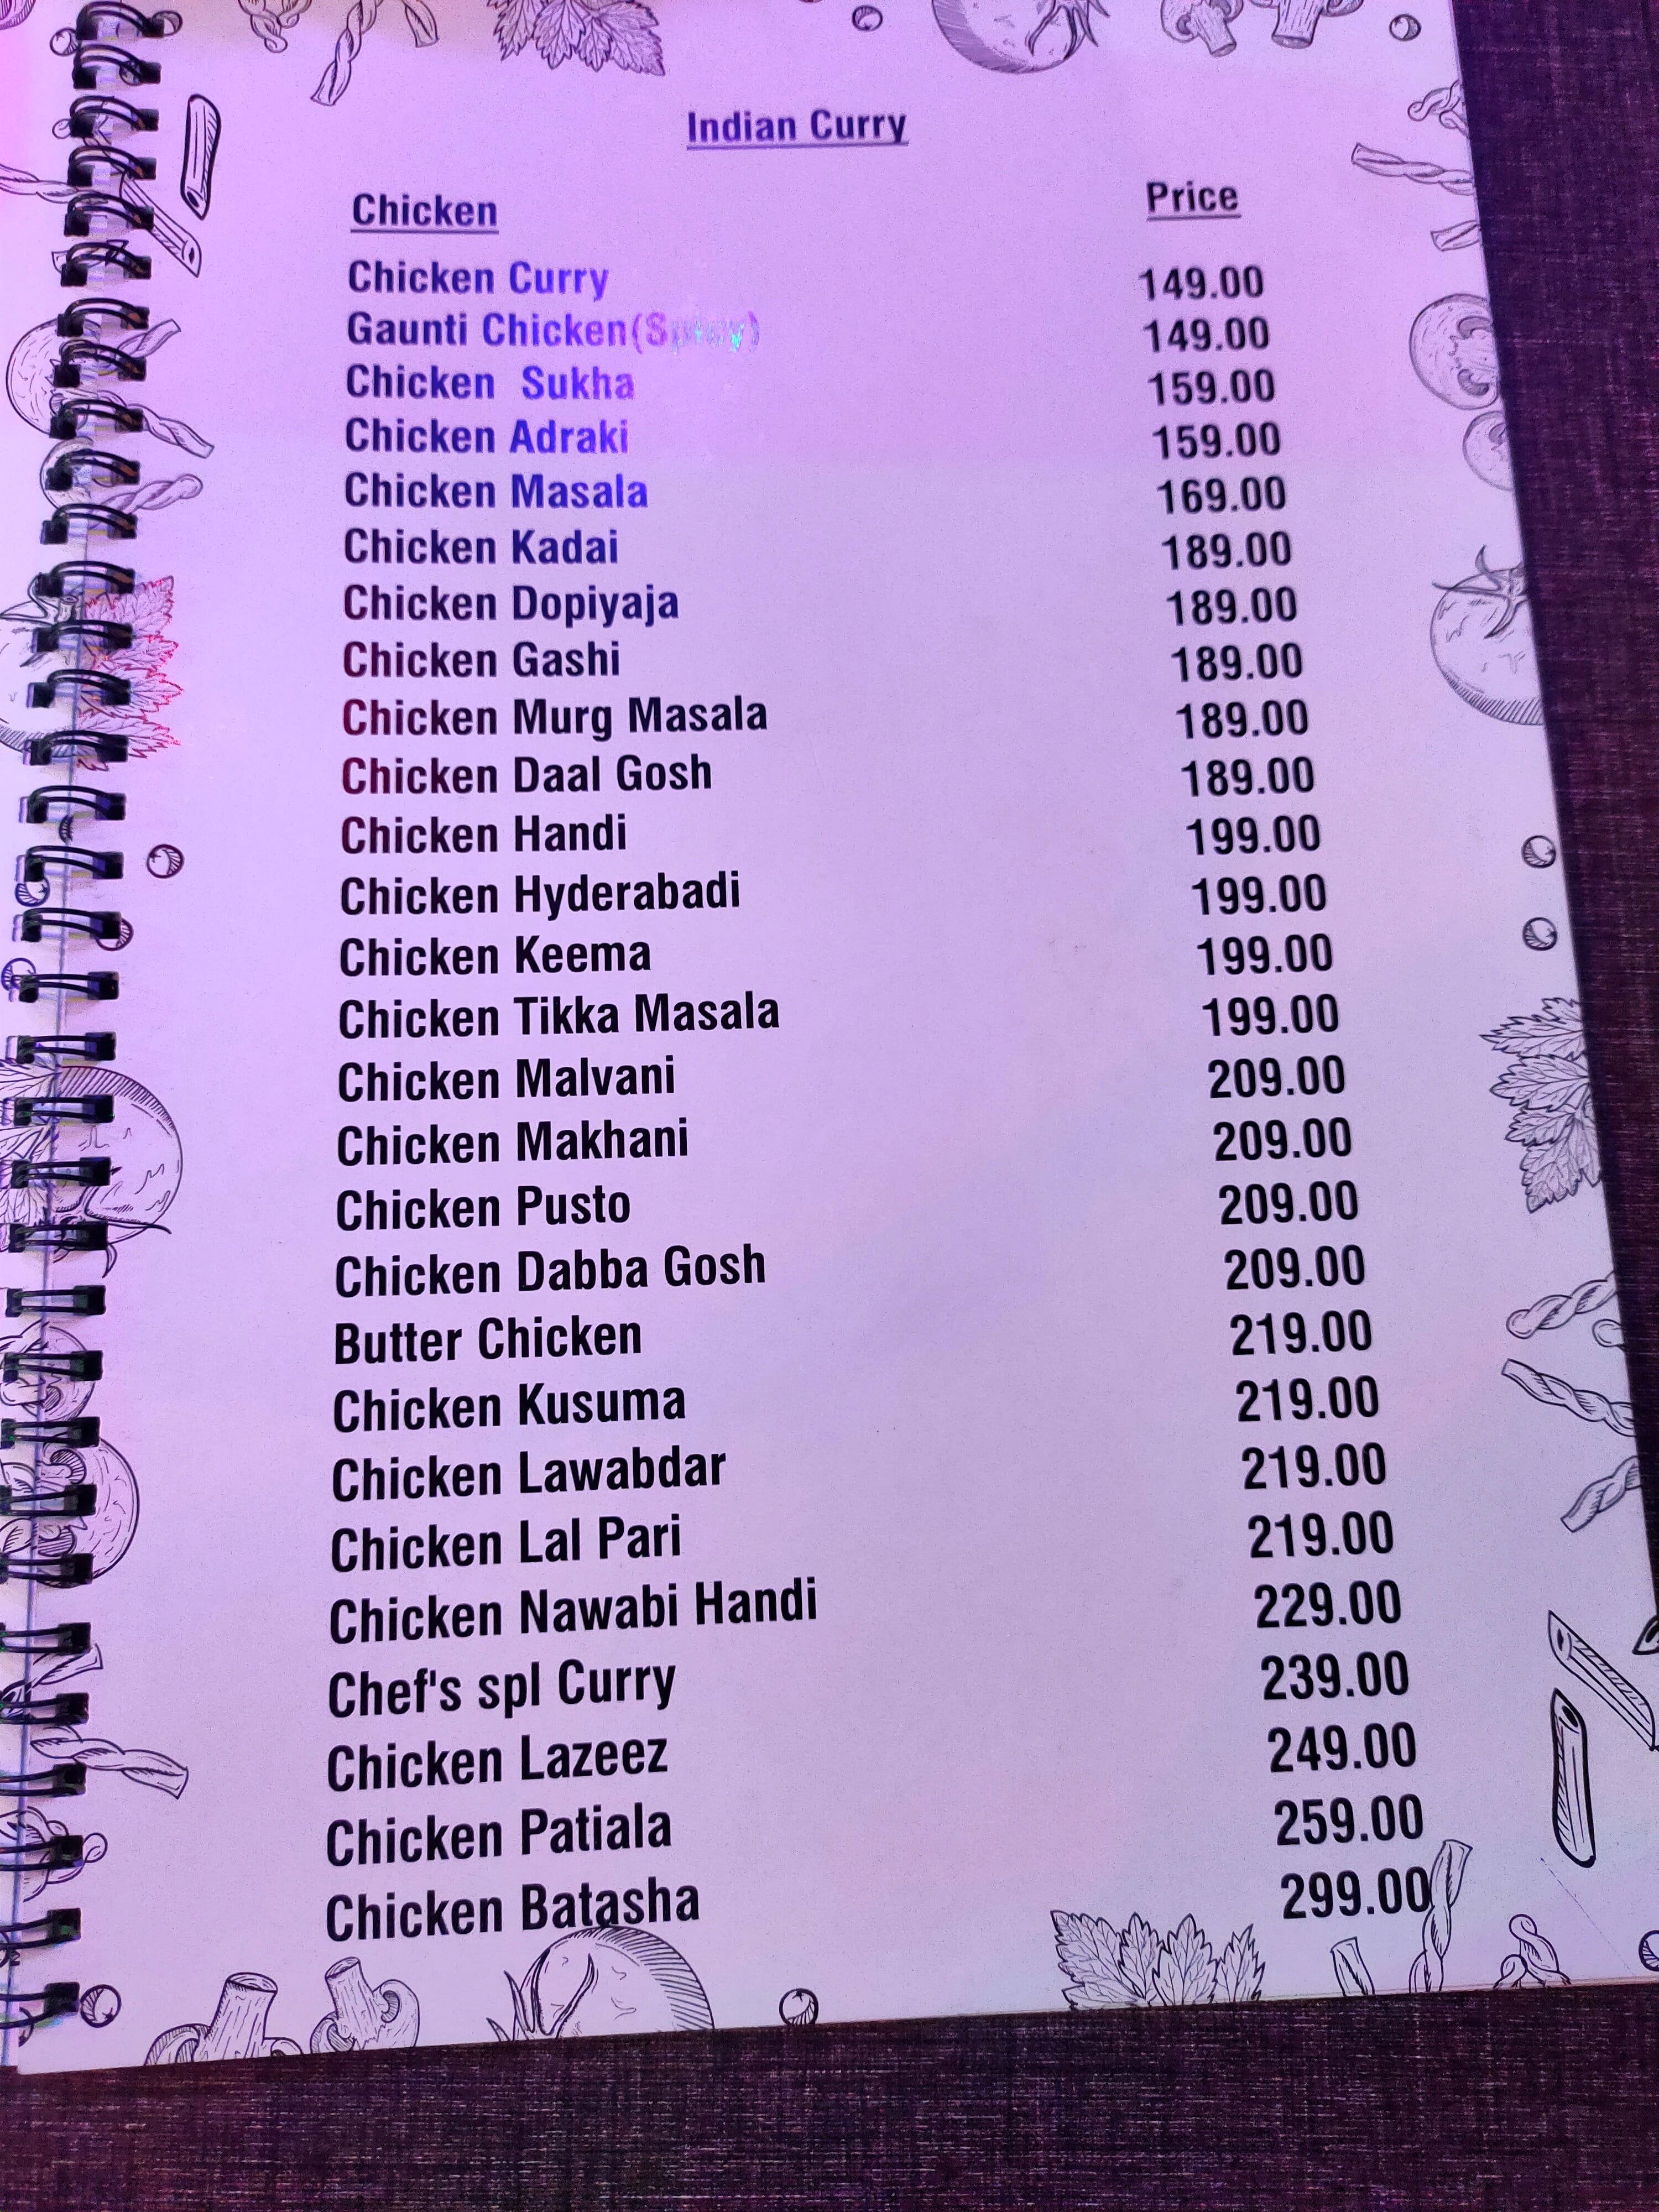 Indian Curry
Chicken Price
Chicken Curry 149.00
Gaunti Chicken(Spicy) 149.00
Chicken Sukha 159.00
Chicken Adraki 159.00
Chicken Masala 169.00
Chicken Kadai 189.00
Chicken Dopiyaja 189.00
Chicken Gashi 189.00
Chicken Murg Masala 189.00
Chicken Daal Gosh 189.00
Chicken Handi 199.00
Chicken Hyderabadi 199.00
Chicken Keema 199.00
Chicken Tikka Masala 199.00
Chicken Malvani 209.00
Chicken Makhani 209.00
Chicken Pusto 209.00
Chicken Dabba Gosh 209.00
Butter Chicken 219.00
Chicken Kusuma 219.00
Chicken Lawabdar 219.00
Chicken Lal Pari 219.00
Chicken Nawabi Handi 229.00
Chef's spl Curry 239.00
Chicken Lazeez 249.00
Chicken Patiala 259.00
Chicken Batasha 299.00